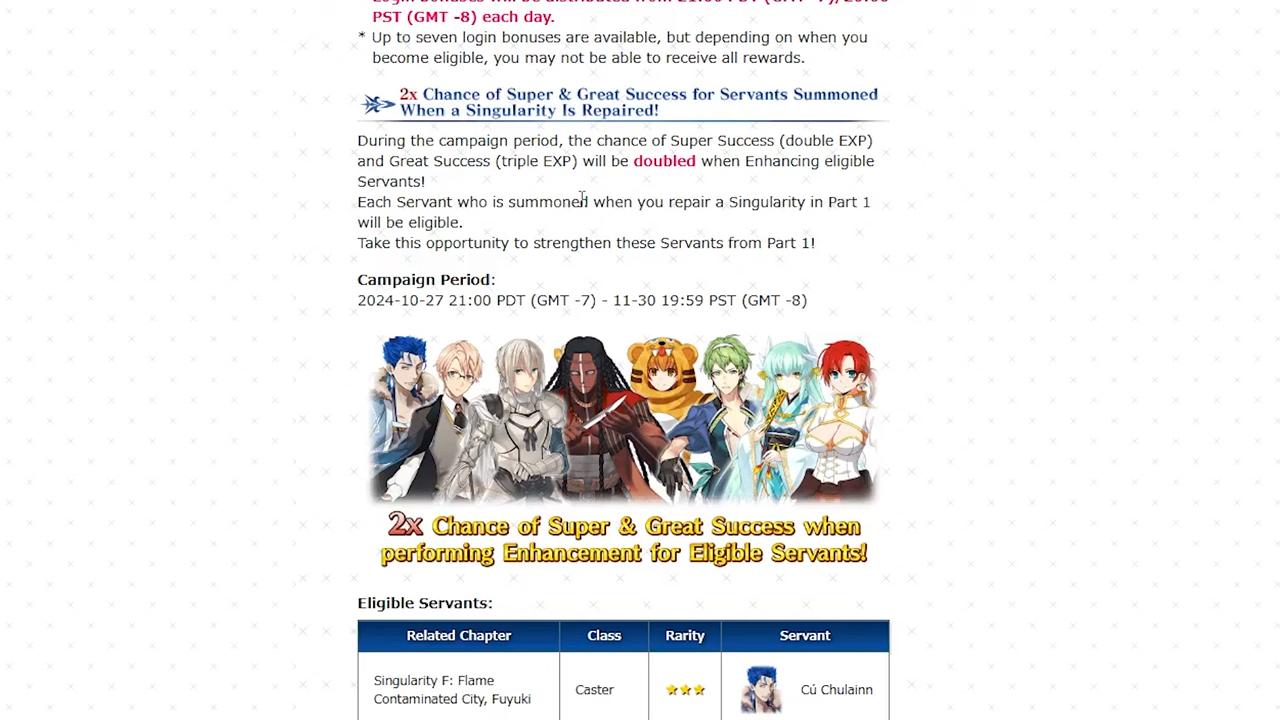 PST (GMT -8) each day.
* Up to seven login bonuses are available, but depending on when you
become eligible, you may not be able to receive all rewards.
2x Chance of Super & Great Success for Servants Summoned
When a Singularity Is Repaired!
During the campaign period, the chance of Super Success (double EXP)
and Great Success (triple EXP) will be doubled when Enhancing eligible
Servants!
Each Servant who is summoned when you repair a Singularity in Part 1
will be eligible.
Take this opportunity to strengthen these Servants from Part 1!
Campaign Period:
2024-10-27 21:00 PDT (GMT -7) - 11-30 19:59 PST (GMT -8)
2x Chance of Super & Great Success when
performing Enhancement for Eligible Servants!
Eligible Servants:
Related Chapter Class Rarity Servant
Singularity F: Flame
Contaminated City, Fuyuki
Caster
Cú Chulainn